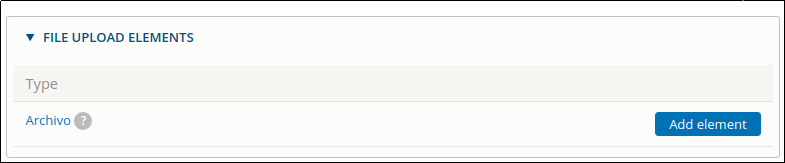 ▼ FILE UPLOAD ELEMENTS
Type
Archivo ? Add element